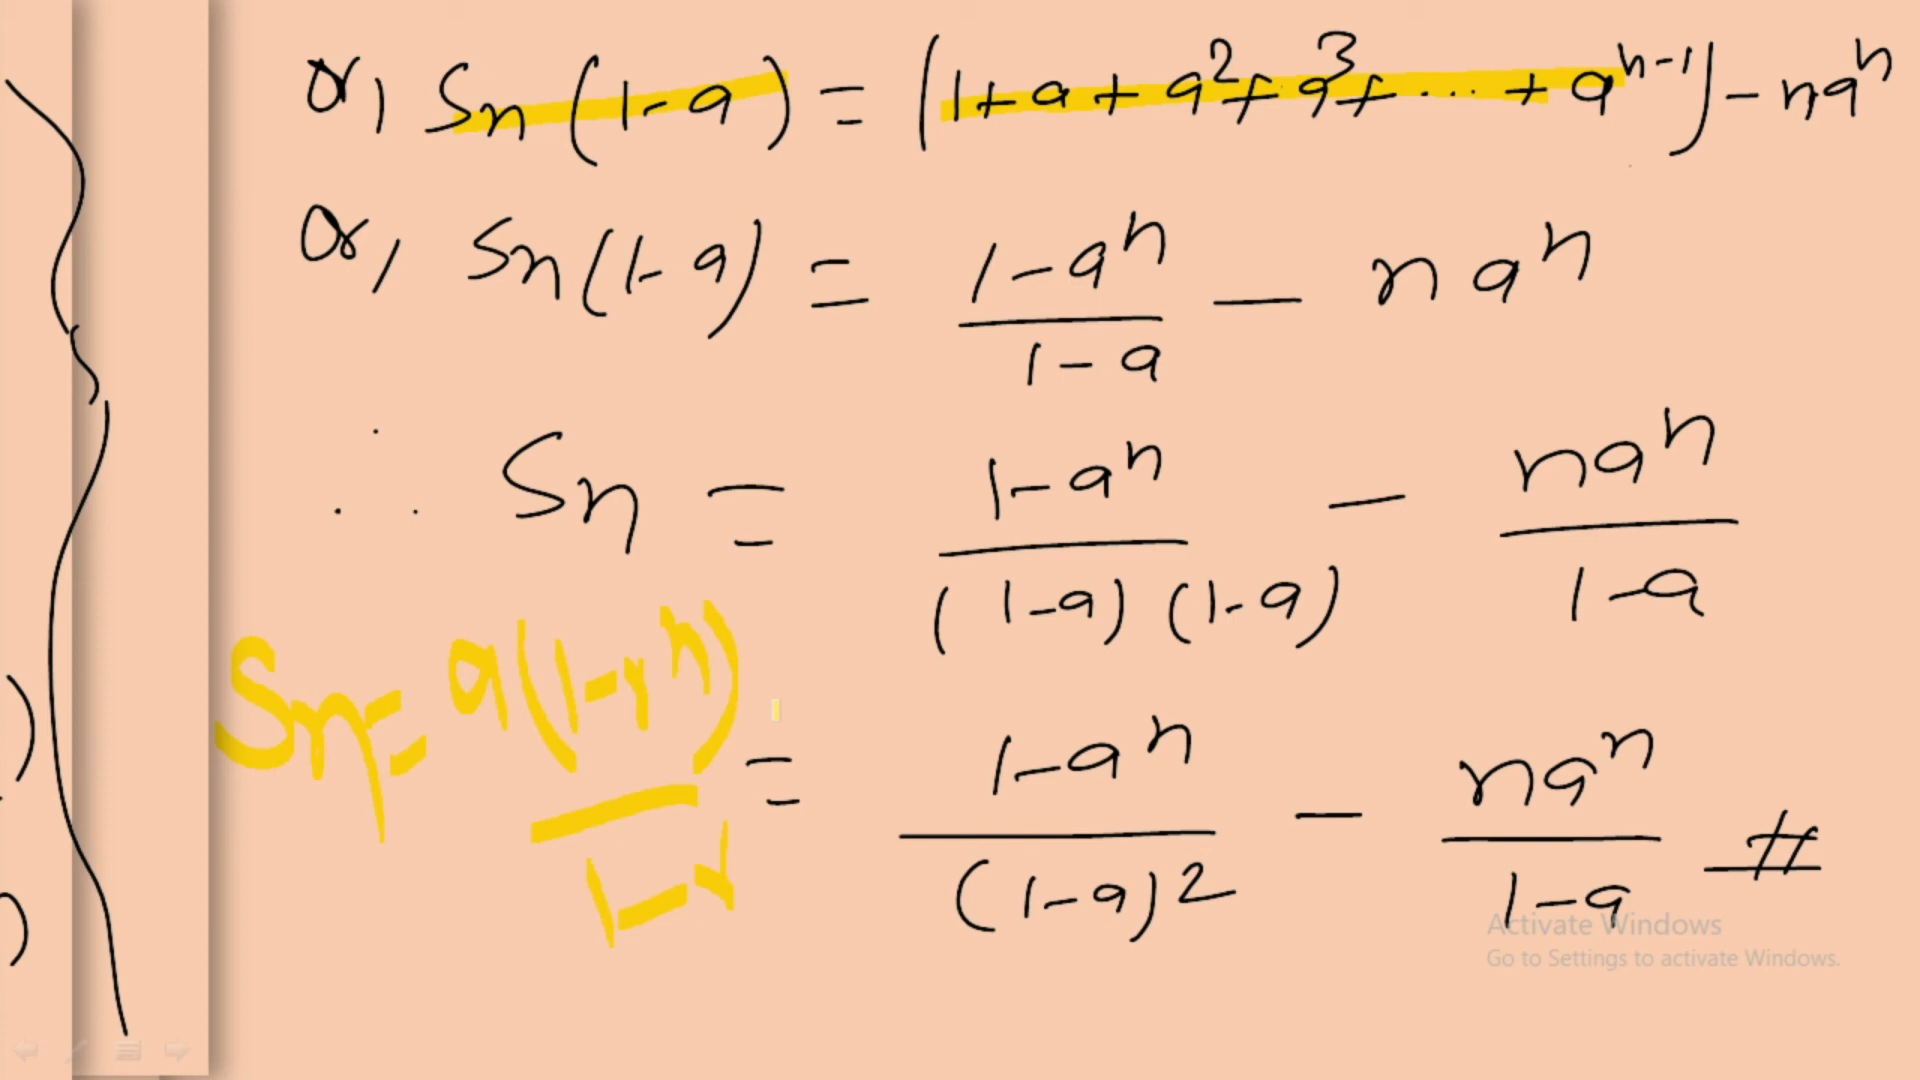 or, Sn (1-a) = (1+a+a²+a³+...+aⁿ⁻¹) - naⁿ
or, Sn(1-a) = (1-aⁿ)/(1-a) - naⁿ
∴ Sn = (1-aⁿ)/((1-a)(1-a)) - naⁿ/(1-a)
Sn = a(1-rⁿ)/(1-r)
= (1-aⁿ)/(1-a)² - naⁿ/(1-a) #
Activate Windows
Go to Settings to activate Windows.